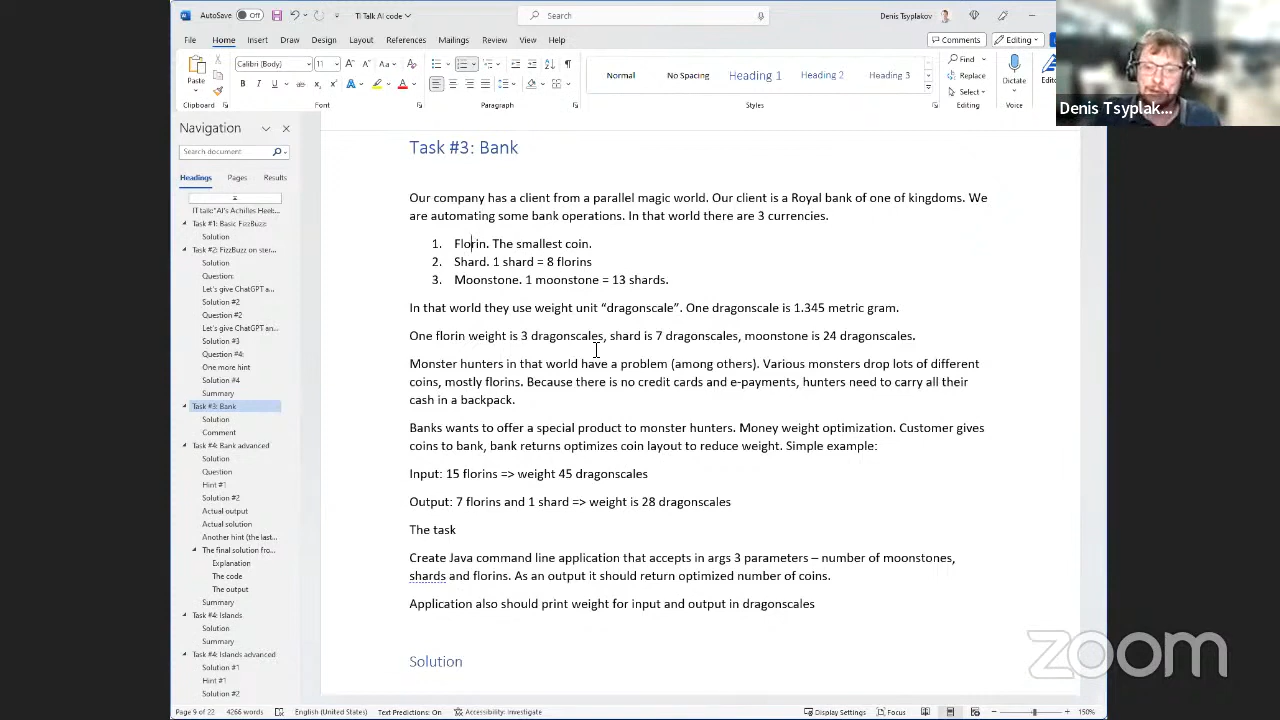 AutoSave Off TI Talk AI code Search Denis Tsyplakov
File Home Insert Draw Design Layout References Mailings Review View Help Comments Editing
Paste Calibri (Body) 11 Normal No Spacing Heading 1 Heading 2 Heading 3 Find Replace Select Dictate
Clipboard Font Paragraph Styles Editing Voice
Denis Tsyplak...
Navigation
Search document
Headings Pages Results
Task #1: Basic FizzBuzz
Solution
Task #2: FizzBuzz on ster...
Solution
Question:
Let's give ChatGPT a...
Solution #2
Question #2
Let's give ChatGPT an...
Solution #3
Question #4:
One more hint
Solution #4
Summary
Task #3: Bank
Solution
Comment
Task #4: Bank advanced
Solution
Question
Hint #1
Solution #2
Actual output
Actual solution
Another hint (the last...
The final solution fro...
Explanation
The code
The output
Summary
Task #4: Islands
Solution
Summary
Task #4: Islands advanced
Solution #1
Hint #1
Solution #2
Task #3: Bank
Our company has a client from a parallel magic world. Our client is a Royal bank of one of kingdoms. We
are automating some bank operations. In that world there are 3 currencies.
1. Florin. The smallest coin.
2. Shard. 1 shard = 8 florins
3. Moonstone. 1 moonstone = 13 shards.
In that world they use weight unit “dragonscale”. One dragonscale is 1.345 metric gram.
One florin weight is 3 dragonscales, shard is 7 dragonscales, moonstone is 24 dragonscales.
Monster hunters in that world have a problem (among others). Various monsters drop lots of different
coins, mostly florins. Because there is no credit cards and e-payments, hunters need to carry all their
cash in a backpack.
Banks wants to offer a special product to monster hunters. Money weight optimization. Customer gives
coins to bank, bank returns optimizes coin layout to reduce weight. Simple example:
Input: 15 florins => weight 45 dragonscales
Output: 7 florins and 1 shard => weight is 28 dragonscales
The task
Create Java command line application that accepts in args 3 parameters – number of moonstones,
shards and florins. As an output it should return optimized number of coins.
Application also should print weight for input and output in dragonscales
Solution
zoom
Page 9 of 22 4266 words English (United States) Text Predictions: On Accessibility: Investigate Display Settings Focus 150%